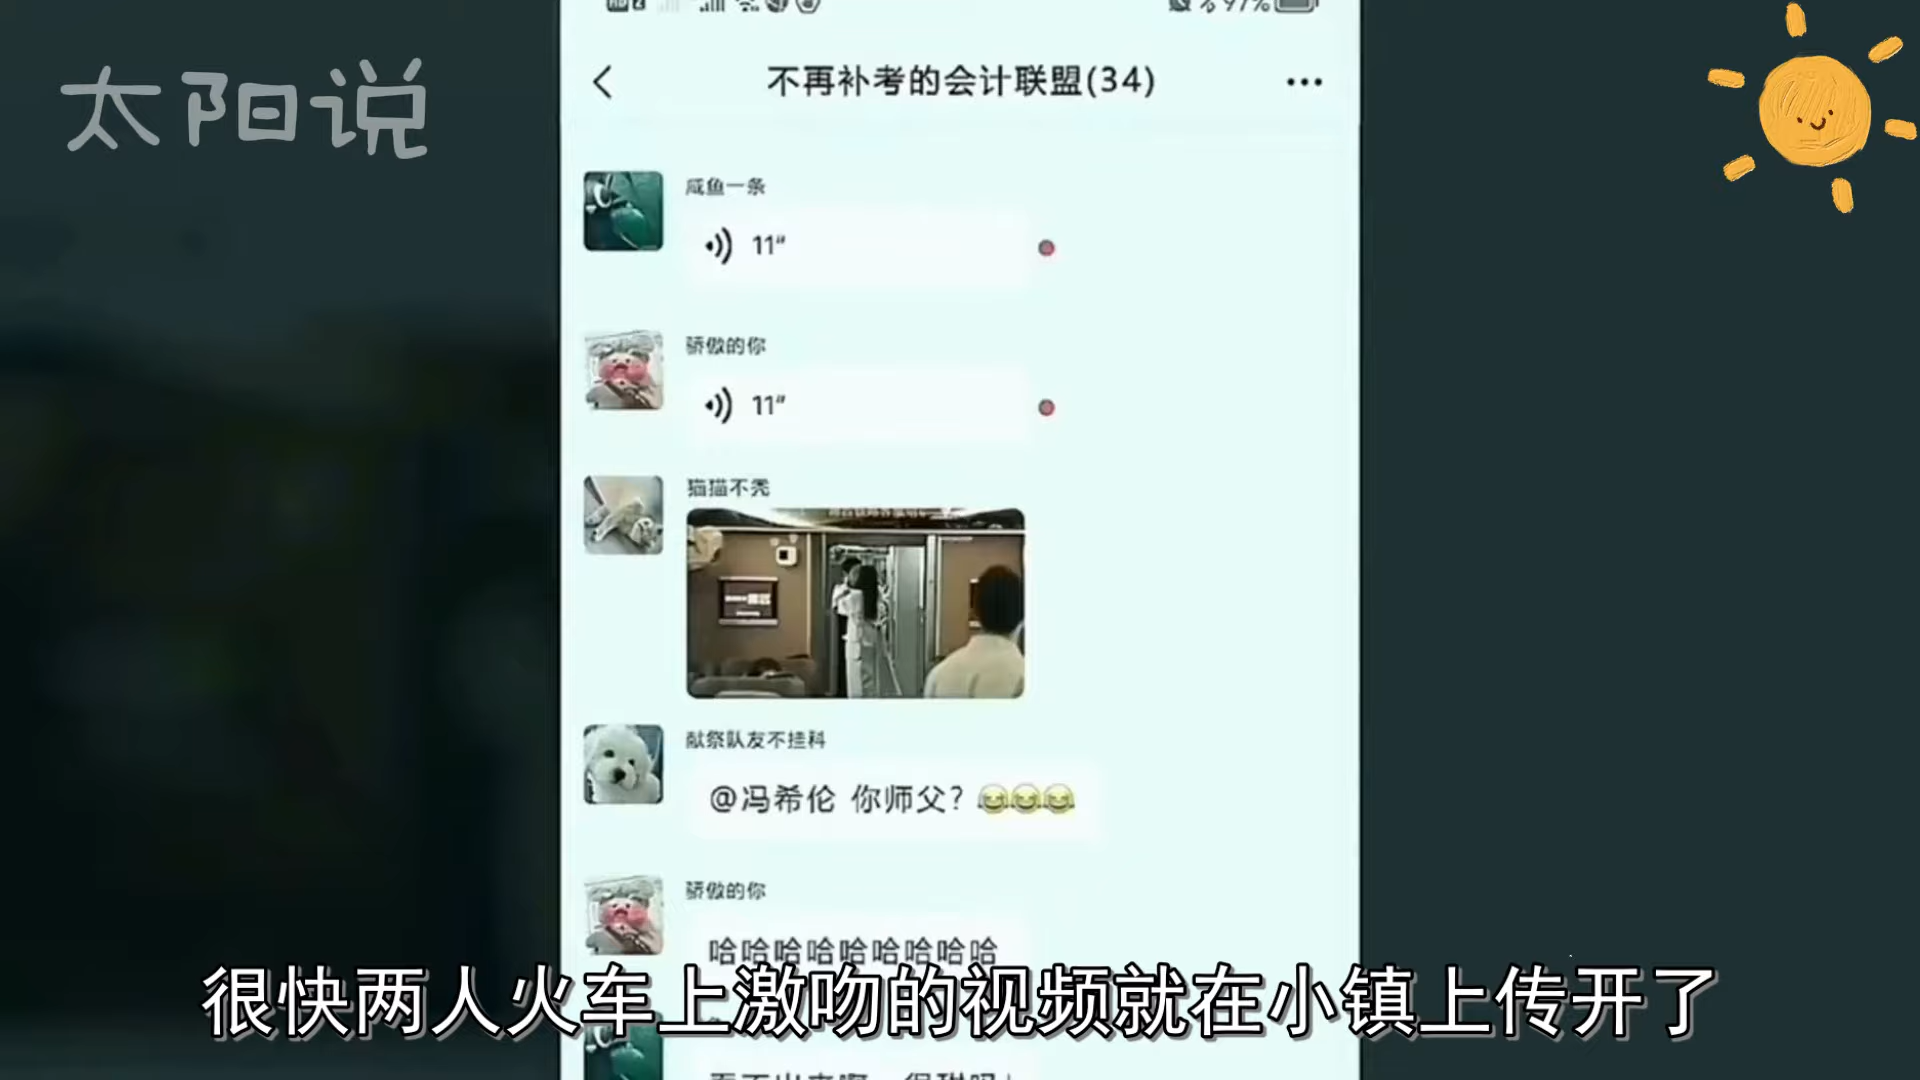 太阳说
HD 2 97%
不再补考的会计联盟(34)
咸鱼一条
11"
骄傲的你
11"
猫猫不秃
献祭队友不挂科
@冯希伦 你师父?😂😂😂
骄傲的你
哈哈哈哈哈哈哈哈哈
很快两人火车上激吻的视频就在小镇上传开了